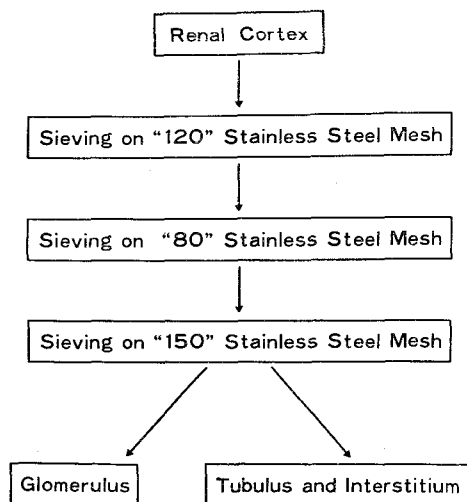 Renal Cortex
Sieving on "120" Stainless Steel Mesh
Sieving on "80" Stainless Steel Mesh
Sieving on "150" Stainless Steel Mesh
Glomerulus
Tubulus and Interstitium